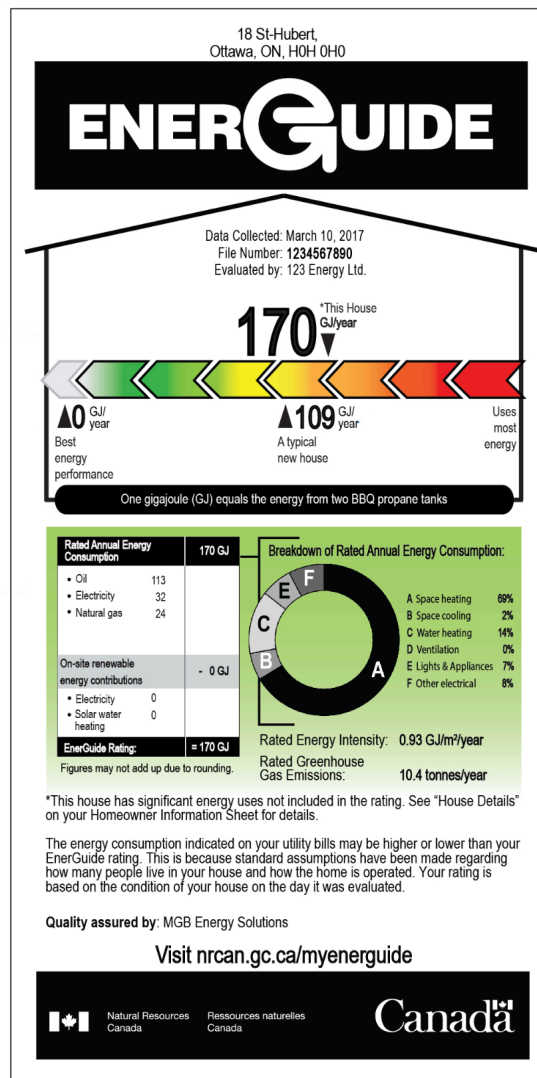 18 St-Hubert,
Ottawa, ON, H0H 0H0
ENERGUIDE
Data Collected: March 10, 2017
File Number: 1234567890
Evaluated by: 123 Energy Ltd.
170
*This House
GJ/year
0 GJ/
year
Best
energy
performance
109 GJ/
year
A typical
new house
Uses
most
energy
One gigajoule (GJ) equals the energy from two BBQ propane tanks
Rated Annual Energy
Consumption
170 GJ
• Oil 113
• Electricity 32
• Natural gas 24
On-site renewable
energy contributions
- 0 GJ
• Electricity 0
• Solar water
heating
0
EnerGuide Rating: = 170 GJ
Figures may not add up due to rounding.
Breakdown of Rated Annual Energy Consumption:
F
E
C
B
A
A Space heating 69%
B Space cooling 2%
C Water heating 14%
D Ventilation 0%
E Lights & Appliances 7%
F Other electrical 8%
Rated Energy Intensity: 0.93 GJ/m²/year
Rated Greenhouse
Gas Emissions: 10.4 tonnes/year
*This house has significant energy uses not included in the rating. See “House Details”
on your Homeowner Information Sheet for details.
The energy consumption indicated on your utility bills may be higher or lower than your
EnerGuide rating. This is because standard assumptions have been made regarding
how many people live in your house and how the home is operated. Your rating is
based on the condition of your house on the day it was evaluated.
Quality assured by: MGB Energy Solutions
Visit nrcan.gc.ca/myenerguide
Natural Resources
Canada
Ressources naturelles
Canada
Canada